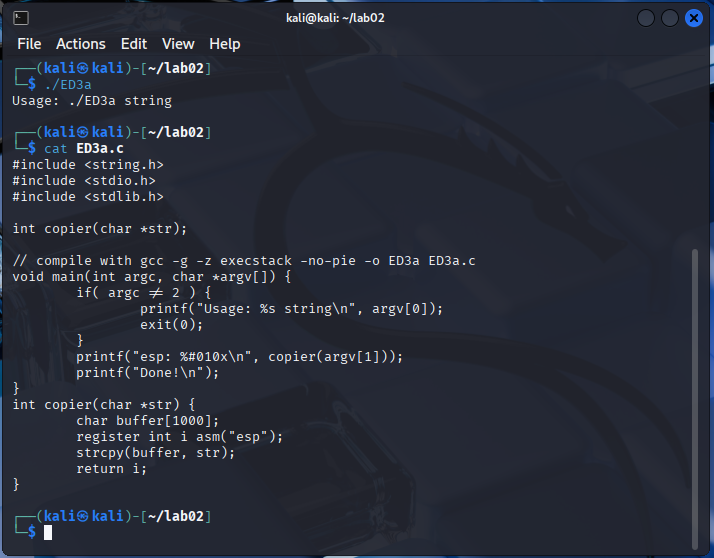 kali@kali: ~/lab02
File Actions Edit View Help
┌──(kali㉿kali)-[~/lab02]
└─$ ./ED3a
Usage: ./ED3a string
┌──(kali㉿kali)-[~/lab02]
└─$ cat ED3a.c
#include <string.h>
#include <stdio.h>
#include <stdlib.h>
int copier(char *str);
// compile with gcc -g -z execstack -no-pie -o ED3a ED3a.c
void main(int argc, char *argv[]) {
        if( argc != 2 ) {
                printf("Usage: %s string\n", argv[0]);
                exit(0);
        }
        printf("esp: %#010x\n", copier(argv[1]));
        printf("Done!\n");
}
int copier(char *str) {
        char buffer[1000];
        register int i asm("esp");
        strcpy(buffer, str);
        return i;
}
┌──(kali㉿kali)-[~/lab02]
└─$